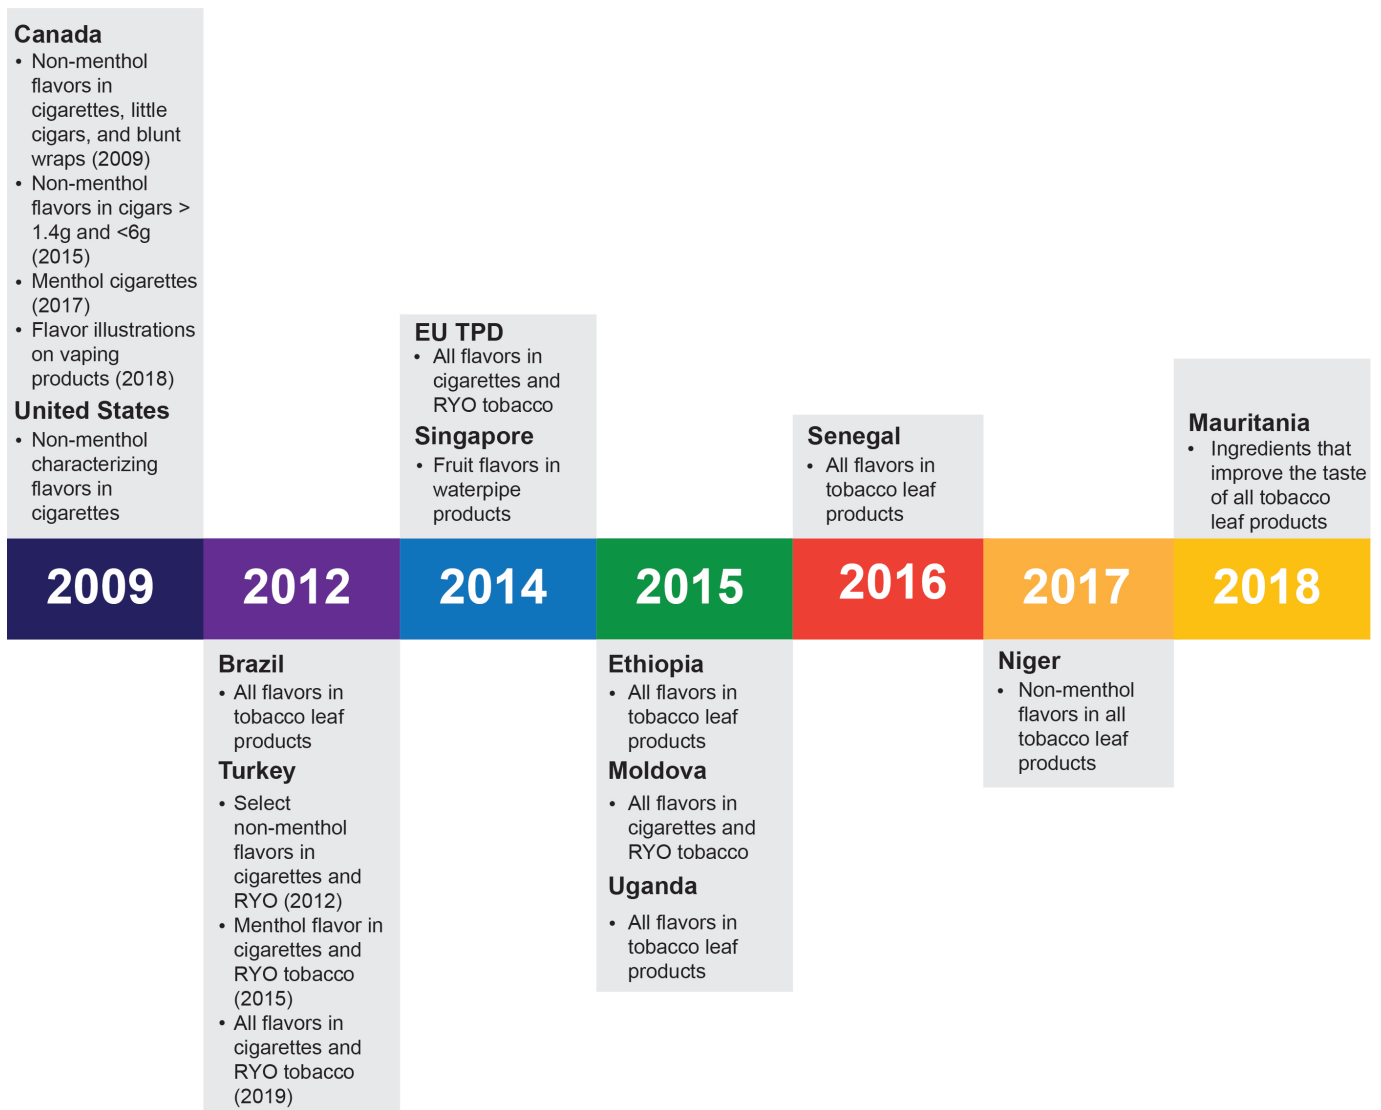 Canada
• Non-menthol
flavors in
cigarettes, little
cigars, and blunt
wraps (2009)
• Non-menthol
flavors in cigars >
1.4g and <6g
(2015)
• Menthol cigarettes
(2017)
• Flavor illustrations
on vaping
products (2018)
United States
• Non-menthol
characterizing
flavors in
cigarettes
EU TPD
• All flavors in
cigarettes and
RYO tobacco
Singapore
• Fruit flavors in
waterpipe
products
Senegal
• All flavors in
tobacco leaf
products
Mauritania
• Ingredients that
improve the taste
of all tobacco
leaf products
2009 2012 2014 2015 2016 2017 2018
Brazil
• All flavors in
tobacco leaf
products
Turkey
• Select
non-menthol
flavors in
cigarettes and
RYO (2012)
• Menthol flavor in
cigarettes and
RYO tobacco
(2015)
• All flavors in
cigarettes and
RYO tobacco
(2019)
Ethiopia
• All flavors in
tobacco leaf
products
Moldova
• All flavors in
cigarettes and
RYO tobacco
Uganda
• All flavors in
tobacco leaf
products
Niger
• Non-menthol
flavors in all
tobacco leaf
products